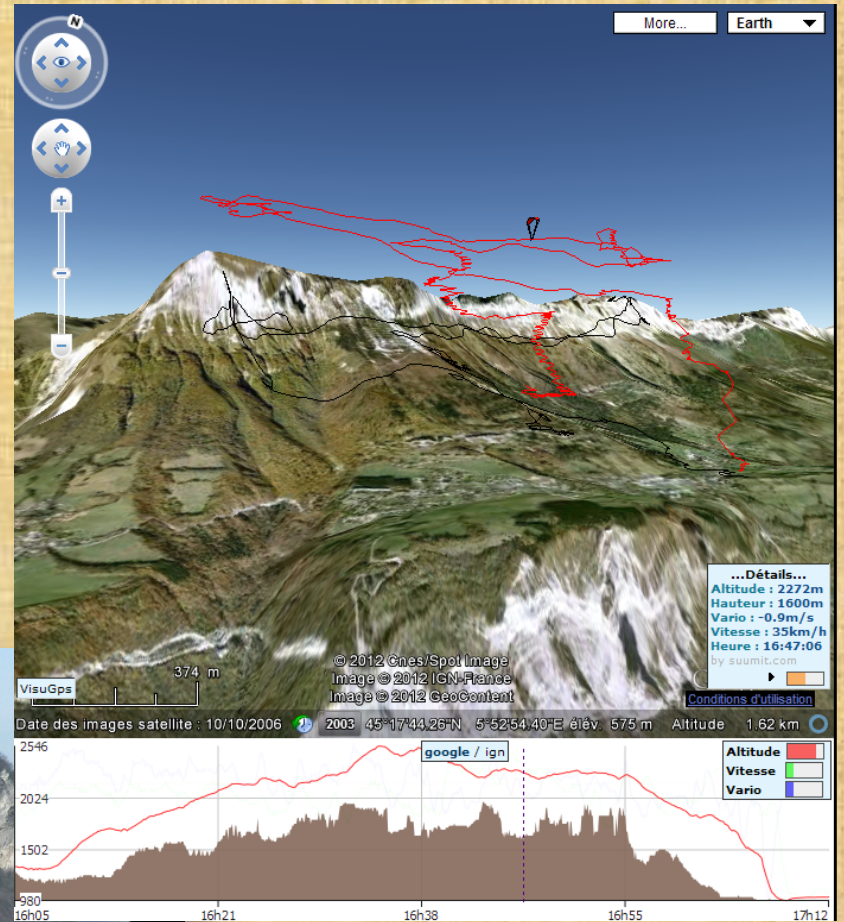 More...
Earth
N
...Détails...
Altitude : 2272m
Hauteur : 1600m
Vario : -0.9m/s
Vitesse : 35km/h
Heure : 16:47:06
by suumit.com
Conditions d'utilisation
374 m
VisuGps
© 2012 Cnes/Spot Image
Image © 2012 IGN-France
Image © 2012 GeoContent
Date des images satellite : 10/10/2006 2003 45°17'44.26"N 5°52'54.40"E élév. 575 m Altitude 1.62 km
google / ign
Altitude
Vitesse
Vario
2546
2024
1502
980
16h05 16h21 16h38 16h55 17h12